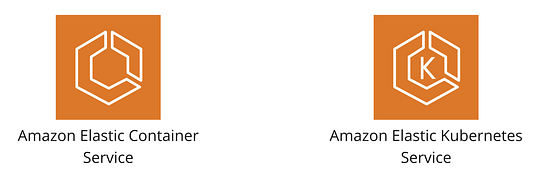 K
Amazon Elastic Container
Service
Amazon Elastic Kubernetes
Service